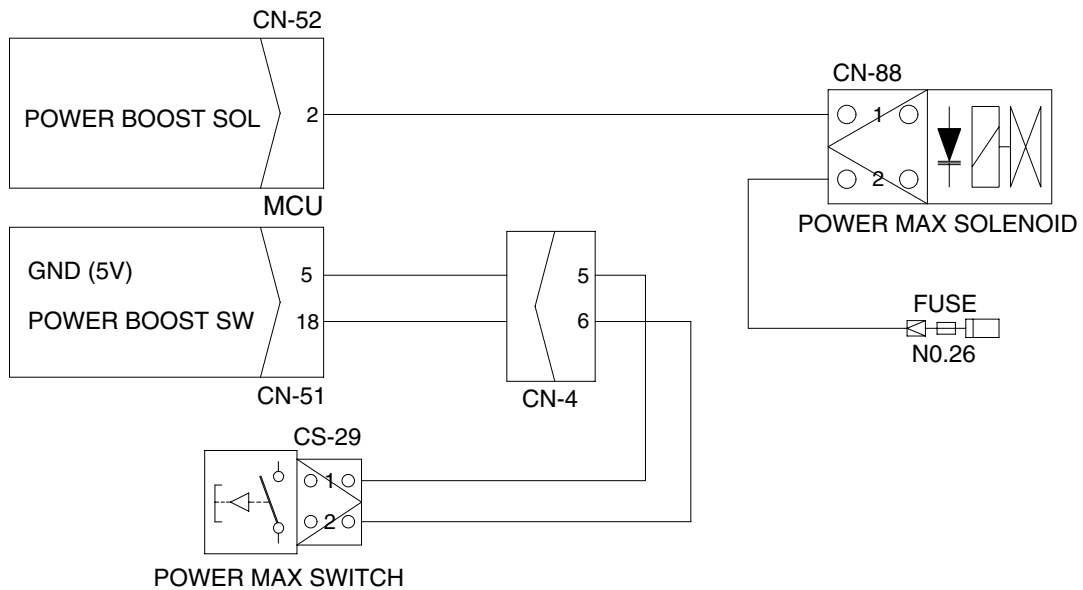 CN-52
POWER BOOST SOL 2
MCU
CN-88
1
2
POWER MAX SOLENOID
GND (5V) 5
POWER BOOST SW 18
CN-51
5
6
CN-4
FUSE
N0.26
CS-29
1
2
POWER MAX SWITCH